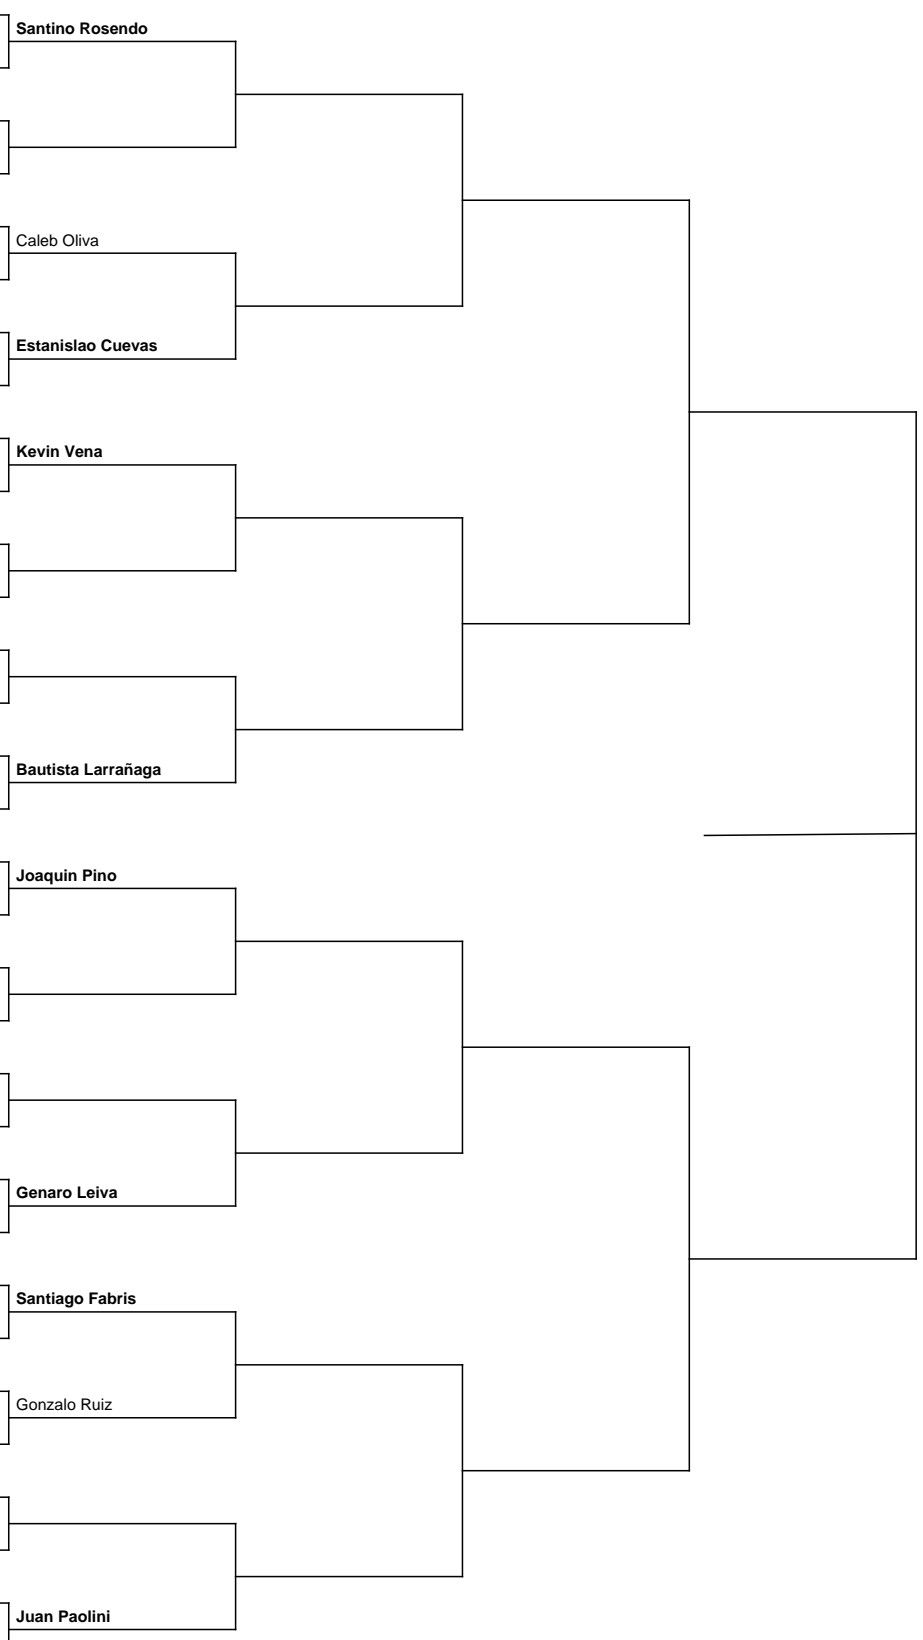 Santino Rosendo
Caleb Oliva
Estanislao Cuevas
Kevin Vena
Bautista Larrañaga
Joaquin Pino
Genaro Leiva
Santiago Fabris
Gonzalo Ruiz
Juan Paolini